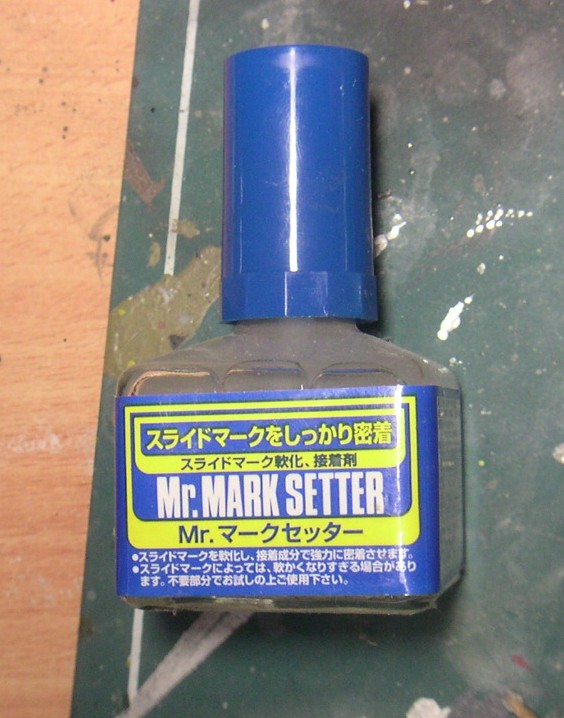 スライドマークをしっかり密着
スライドマーク軟化、接着剤
Mr. MARK SETTER
Mr.マークセッター
●スライドマークを軟化し、接着成分で強力に密着させます。
●スライドマークによっては、軟かくなりすぎる場合があり
ます。不要部分でお試しの上ご使用下さい。